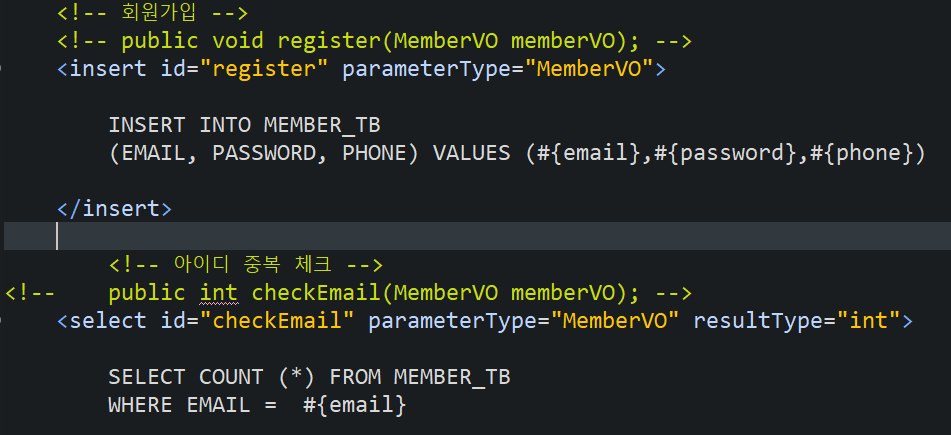 <!-- 회원가입 -->
<!-- public void register(MemberVO memberVO); -->
<insert id="register" parameterType="MemberVO">
INSERT INTO MEMBER_TB
(EMAIL, PASSWORD, PHONE) VALUES (#{email},#{password},#{phone})
</insert>
<!-- 아이디 중복 체크 -->
<!-- public int checkEmail(MemberVO memberVO); -->
<select id="checkEmail" parameterType="MemberVO" resultType="int">
SELECT COUNT (*) FROM MEMBER_TB
WHERE EMAIL = #{email}